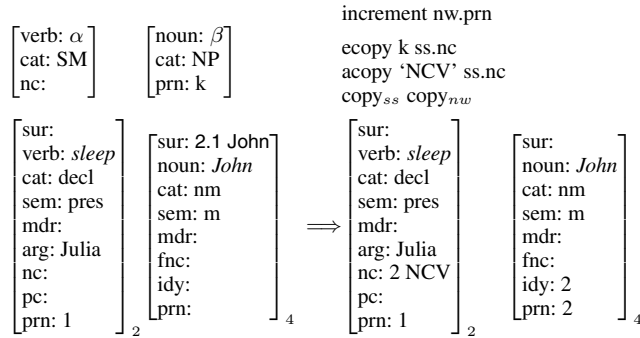 increment nw.prn
verb: α
cat: SM
nc:
noun: β
cat: NP
prn: k
ecopy k ss.nc
acopy ‘NCV’ ss.nc
copyss copynw
sur:
verb: sleep
cat: decl
sem: pres
mdr:
arg: Julia
nc:
pc:
prn: 1
2
sur: 2.1 John
noun: John
cat: nm
sem: m
mdr:
fnc:
idy:
prn:
4
⟹
sur:
verb: sleep
cat: decl
sem: pres
mdr:
arg: Julia
nc: 2 NCV
pc:
prn: 1
2
sur:
noun: John
cat: nm
sem: m
mdr:
fnc:
idy: 2
prn: 2
4